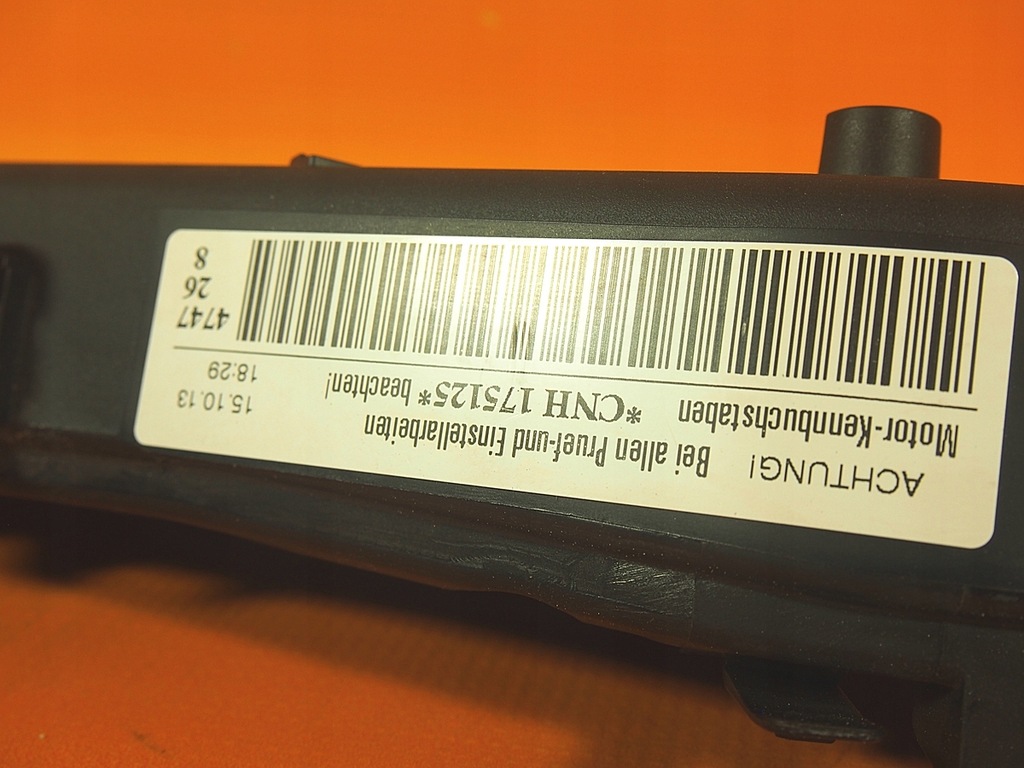 ACHTUNG! Bei allen Pruef-und Einstellarbeiten 15.10.13
Motor-Kennbuchstaben *CNH 175125* beachten! 18:29
4747
26
8